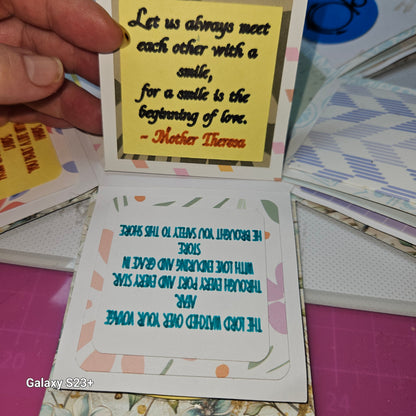 Let us always meet
each other with a
smile,
for a smile is the
beginning of love.
~ Mother Theresa
THE LORD WATCHED OVER YOUR VOYAGE
AFAR,
THROUGH EVERY PORT AND EVERY STAR,
WITH LOVE ENDURING AND GRACE IN
STORE
HE BROUGHT YOU SAFELY TO THIS SHORE.
Galaxy S23+